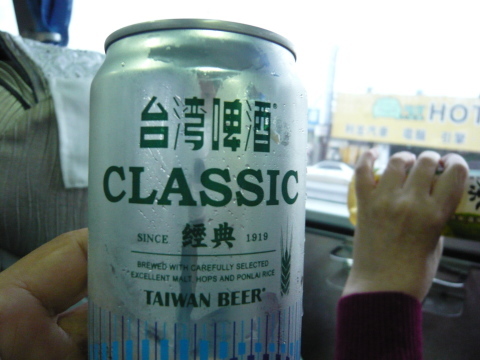 台湾啤酒
CLASSIC
SINCE 經典 1919
BREWED WITH CAREFULLY SELECTED
EXCELLENT MALT, HOPS AND PONLAI RICE
TAIWAN BEER
HOT